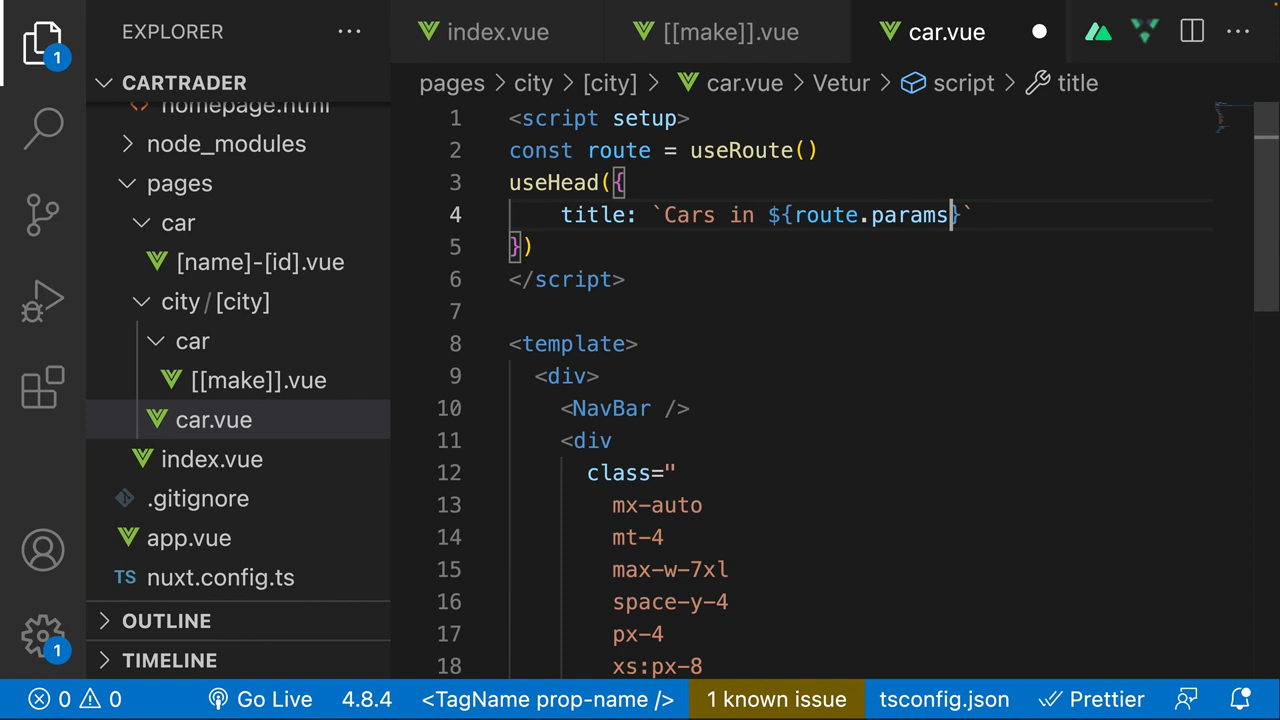 EXPLORER
CARTRADER
homepage.html
node_modules
pages
car
[name]-[id].vue
city / [city]
car
[[make]].vue
car.vue
index.vue
.gitignore
app.vue
TS nuxt.config.ts
OUTLINE
TIMELINE
1
1
index.vue
[[make]].vue
car.vue
pages > city > [city] > car.vue > Vetur > script > title
1 <script setup>
2 const route = useRoute()
3 useHead({
4 title: `Cars in ${route.params}`
5 })
6 </script>
7
8 <template>
9 <div>
10 <NavBar />
11 <div
12 class="
13 mx-auto
14 mt-4
15 max-w-7xl
16 space-y-4
17 px-4
18 xs:px-8
0 0 Go Live 4.8.4 <TagName prop-name /> 1 known issue tsconfig.json Prettier